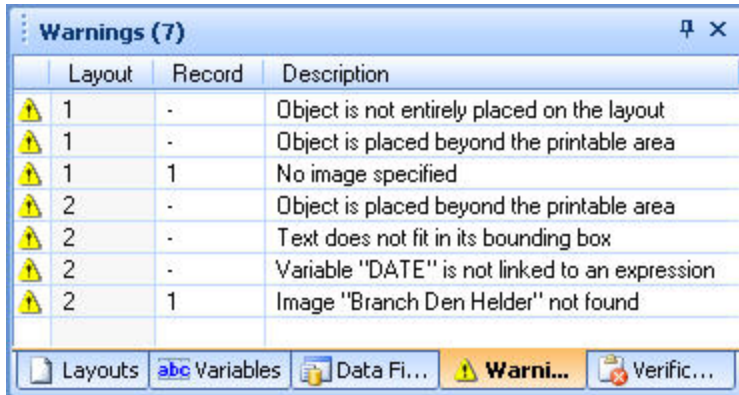 Warnings (7)
Layout Record Description
1 - Object is not entirely placed on the layout
1 - Object is placed beyond the printable area
1 1 No image specified
2 - Object is placed beyond the printable area
2 - Text does not fit in its bounding box
2 - Variable "DATE" is not linked to an expression
2 1 Image "Branch Den Helder" not found
Layouts abc Variables Data Fi... Warni... Verific...